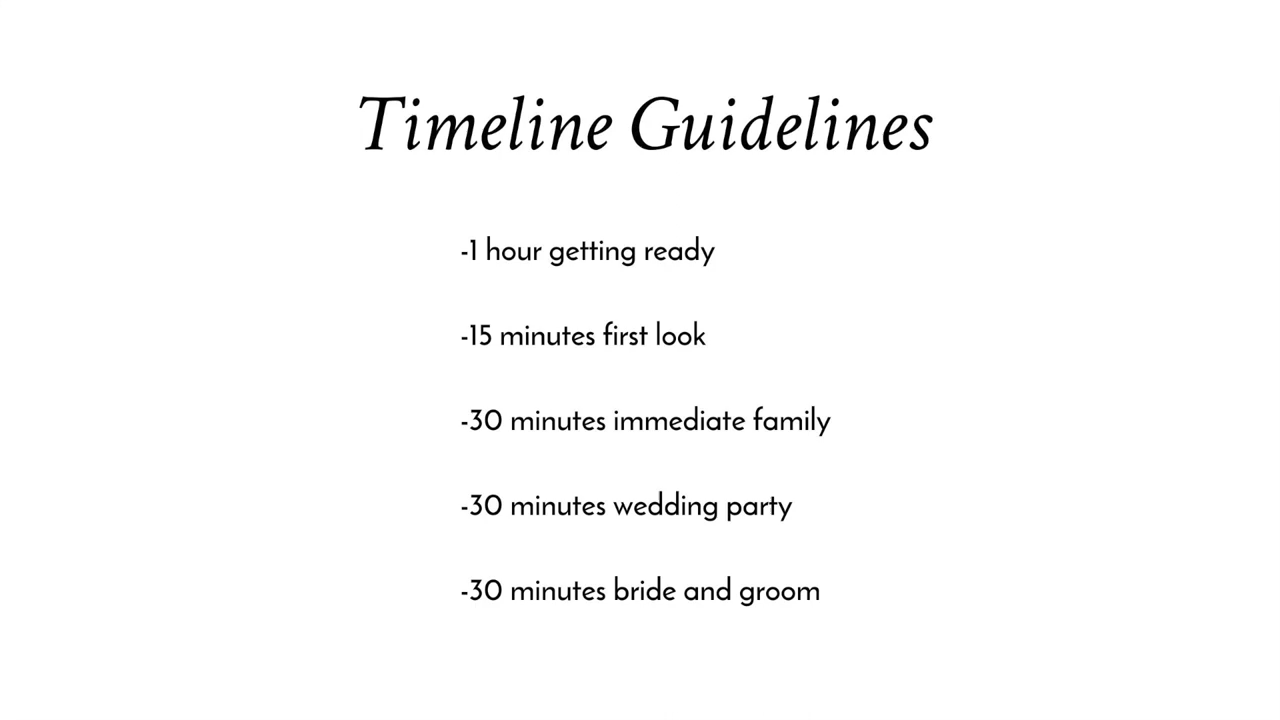 Timeline Guidelines
-1 hour getting ready
-15 minutes first look
-30 minutes immediate family
-30 minutes wedding party
-30 minutes bride and groom